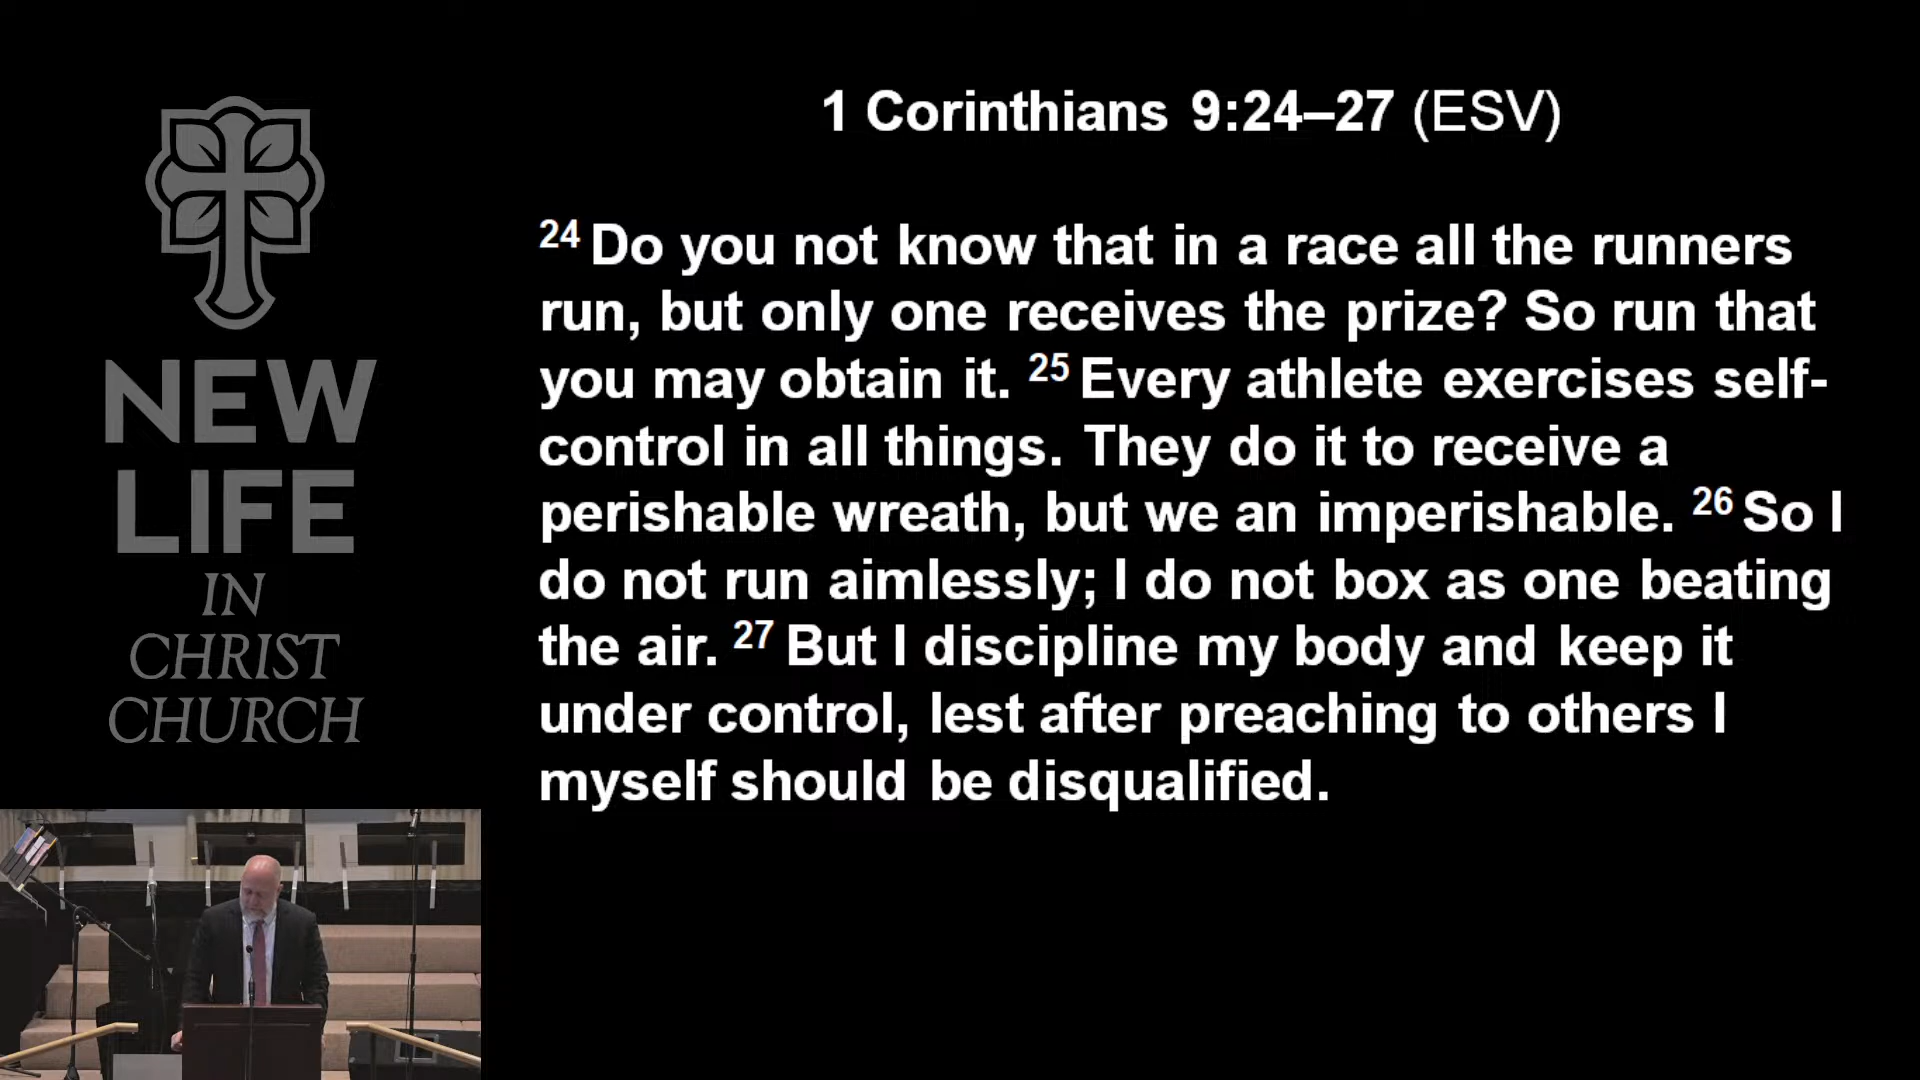 NEW
LIFE
IN
CHRIST
CHURCH
1 Corinthians 9:24–27 (ESV)
24 Do you not know that in a race all the runners
run, but only one receives the prize? So run that
you may obtain it. 25 Every athlete exercises self-
control in all things. They do it to receive a
perishable wreath, but we an imperishable. 26 So I
do not run aimlessly; I do not box as one beating
the air. 27 But I discipline my body and keep it
under control, lest after preaching to others I
myself should be disqualified.